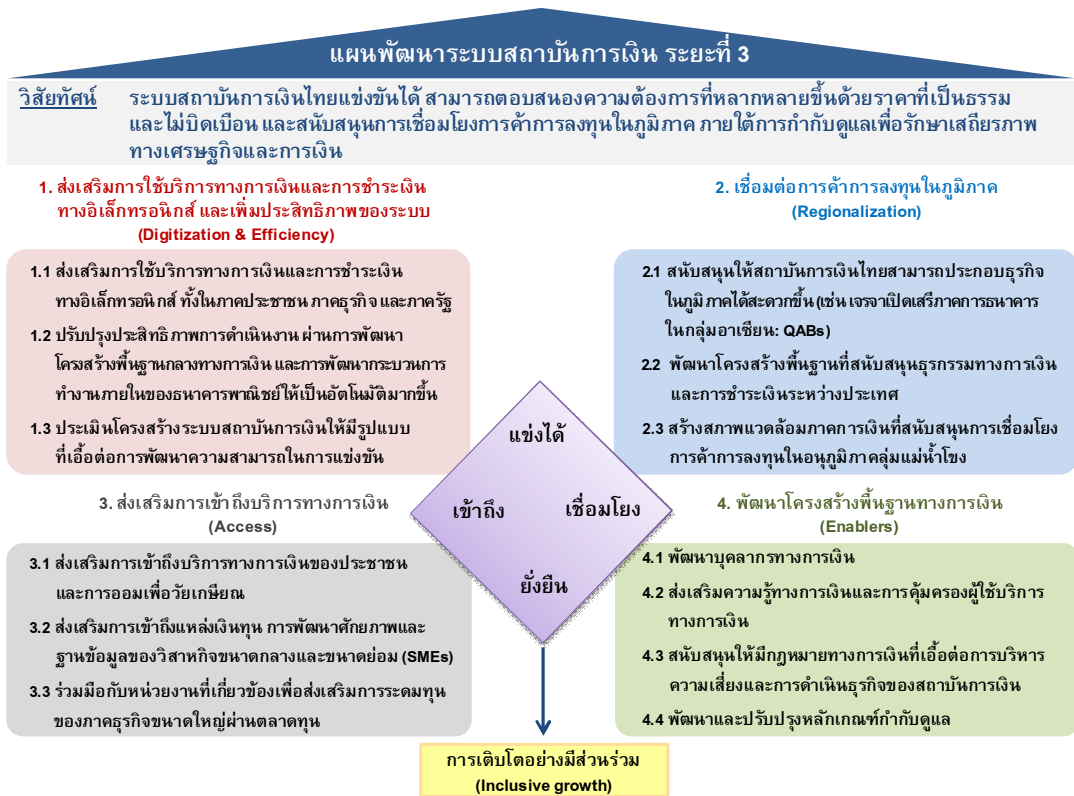 แผนพัฒนาระบบสถาบันการเงิน ระยะที่ 3
วิสัยทัศน์ ระบบสถาบันการเงินไทยแข่งขันได้ สามารถตอบสนองความต้องการที่หลากหลายขึ้นด้วยราคาที่เป็นธรรม
และไม่บิดเบือน และสนับสนุนการเชื่อมโยงการค้าการลงทุนในภูมิภาค ภายใต้การกำกับดูแลเพื่อรักษาเสถียรภาพ
ทางเศรษฐกิจและการเงิน
1. ส่งเสริมการใช้บริการทางการเงินและการชำระเงิน
ทางอิเล็กทรอนิกส์ และเพิ่มประสิทธิภาพของระบบ
(Digitization & Efficiency)
1.1 ส่งเสริมการใช้บริการทางการเงินและการชำระเงิน
ทางอิเล็กทรอนิกส์ ทั้งในภาคประชาชน ภาคธุรกิจ และภาครัฐ
1.2 ปรับปรุงประสิทธิภาพการดำเนินงาน ผ่านการพัฒนา
โครงสร้างพื้นฐานกลางทางการเงิน และการพัฒนากระบวนการ
ทำงานภายในของธนาคารพาณิชย์ให้เป็นอัตโนมัติมากขึ้น
1.3 ประเมินโครงสร้างระบบสถาบันการเงินให้มีรูปแบบ
ที่เอื้อต่อการพัฒนาความสามารถในการแข่งขัน
2. เชื่อมต่อการค้าการลงทุนในภูมิภาค
(Regionalization)
2.1 สนับสนุนให้สถาบันการเงินไทยสามารถประกอบธุรกิจ
ในภูมิภาคได้สะดวกขึ้น (เช่น เจรจาเปิดเสรีภาคการธนาคาร
ในกลุ่มอาเซียน: QABs)
2.2 พัฒนาโครงสร้างพื้นฐานที่สนับสนุนธุรกรรมทางการเงิน
และการชำระเงินระหว่างประเทศ
2.3 สร้างสภาพแวดล้อมภาคการเงินที่สนับสนุนการเชื่อมโยง
การค้าการลงทุนในอนุภูมิภาคลุ่มแม่น้ำโขง
แข่งได้
เข้าถึง เชื่อมโยง
ยั่งยืน
3. ส่งเสริมการเข้าถึงบริการทางการเงิน
(Access)
3.1 ส่งเสริมการเข้าถึงบริการทางการเงินของประชาชน
และการออมเพื่อวัยเกษียณ
3.2 ส่งเสริมการเข้าถึงแหล่งเงินทุน การพัฒนาศักยภาพและ
ฐานข้อมูลของวิสาหกิจขนาดกลางและขนาดย่อม (SMEs)
3.3 ร่วมมือกับหน่วยงานที่เกี่ยวข้องเพื่อส่งเสริมการระดมทุน
ของภาคธุรกิจขนาดใหญ่ผ่านตลาดทุน
4. พัฒนาโครงสร้างพื้นฐานทางการเงิน
(Enablers)
4.1 พัฒนาบุคลากรทางการเงิน
4.2 ส่งเสริมความรู้ทางการเงินและการคุ้มครองผู้ใช้บริการ
ทางการเงิน
4.3 สนับสนุนให้มีกฎหมายทางการเงินที่เอื้อต่อการบริหาร
ความเสี่ยงและการดำเนินธุรกิจของสถาบันการเงิน
4.4 พัฒนาและปรับปรุงหลักเกณฑ์กำกับดูแล
การเติบโตอย่างมีส่วนร่วม
(Inclusive growth)